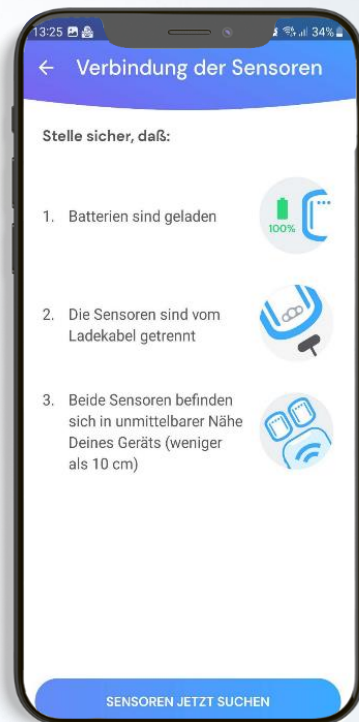 13:25 34%
Verbindung der Sensoren
Stelle sicher, daß:
1. Batterien sind geladen
100%
2. Die Sensoren sind vom
Ladekabel getrennt
3. Beide Sensoren befinden
sich in unmittelbarer Nähe
Deines Geräts (weniger
als 10 cm)
SENSOREN JETZT SUCHEN